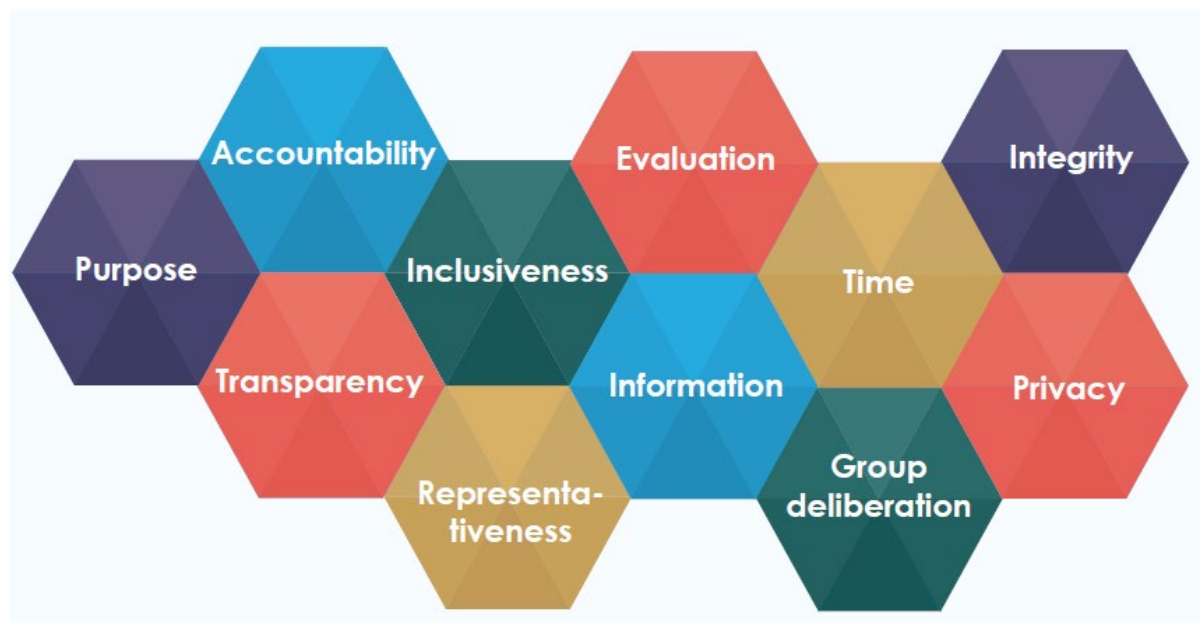 Purpose
Accountability
Transparency
Inclusiveness
Representa-
tiveness
Evaluation
Information
Time
Group
deliberation
Integrity
Privacy